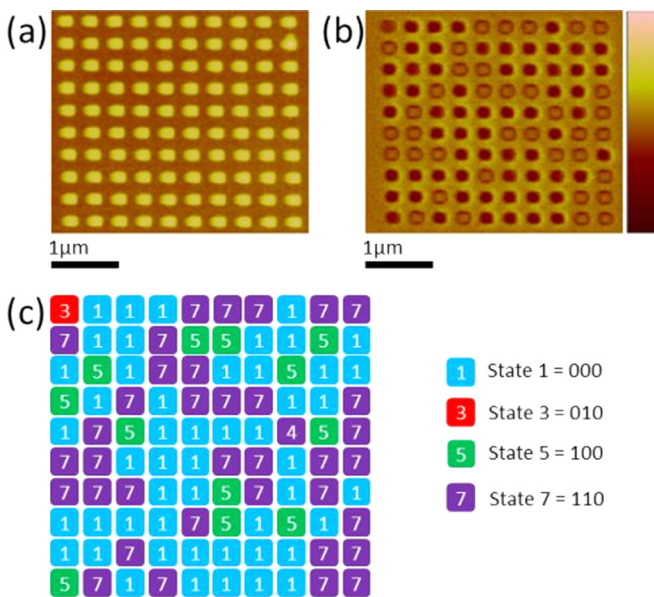 (a)
(b)
1μm
1μm
(c)
3 1 1 1 7 7 7 1 7 7
7 1 1 7 5 5 1 1 5 1
1 5 1 7 7 1 1 5 1 1
5 1 7 1 7 7 7 1 1 7
1 7 5 1 1 1 1 4 5 7
7 7 1 1 1 7 7 1 7 7
7 7 7 1 1 5 7 1 7 1
1 1 1 1 7 5 1 5 1 7
1 1 7 1 1 1 1 1 7 7
5 7 1 7 1 1 1 1 7 7
1 State 1 = 000
3 State 3 = 010
5 State 5 = 100
7 State 7 = 110